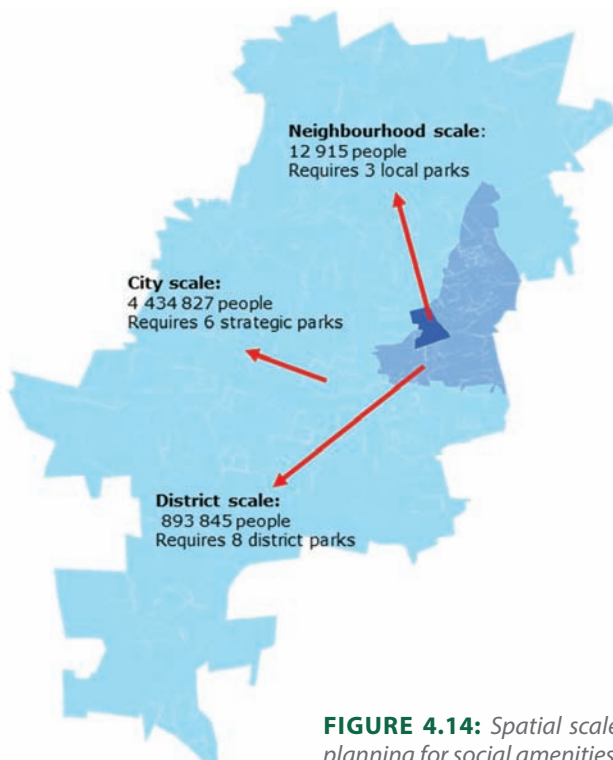 Neighbourhood scale:
12 915 people
Requires 3 local parks
City scale:
4 434 827 people
Requires 6 strategic parks
District scale:
893 845 people
Requires 8 district parks
FIGURE 4.14: Spatial scale
planning for social amenities